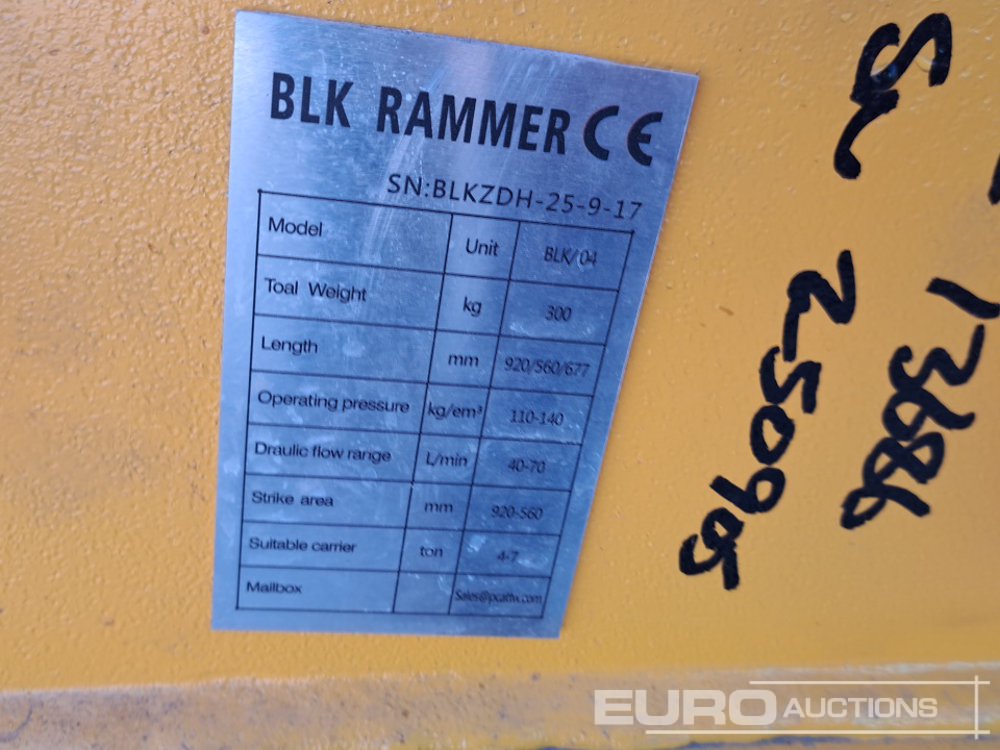 BLK RAMMER CE
SN:BLKZDH-25-9-17
Model Unit BLK/04
Toal Weight kg 300
Length mm 920/560/677
Operating pressure kg/em³ 110-140
Draulic flow range L/min 40-70
Strike area mm 920-560
Suitable carrier ton 4-7
Mailbox
EURO AUCTIONS